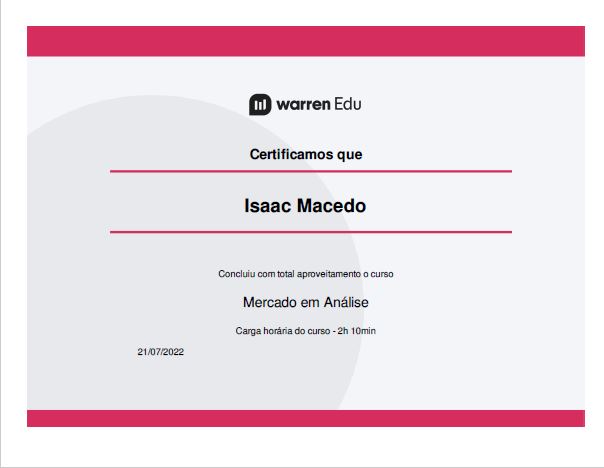 warren Edu
Certificamos que
Isaac Macedo
Concluiu com total aproveitamento o curso
Mercado em Análise
Carga horária do curso - 2h 10min
21/07/2022